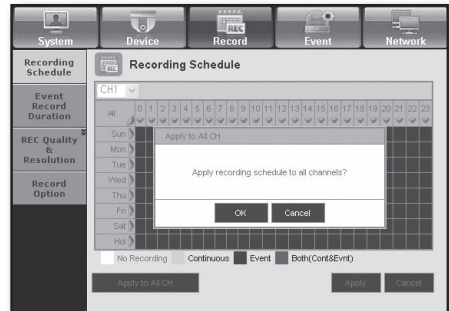 System Device Record Event Network
REC
Recording Schedule
Event Record Duration
REC Quality & Resolution
Record Option
REC Recording Schedule
CH1
All 0 1 2 3 4 5 6 7 8 9 10 11 12 13 14 15 16 17 18 19 20 21 22 23
Sun
Mon
Tue
Wed
Thu
Fri
Sat
Hol
Apply to All CH
Apply recording schedule to all channels?
OK Cancel
No Recording Continuous Event Both(Cont&Evnt)
Apply to All CH Apply Cancel